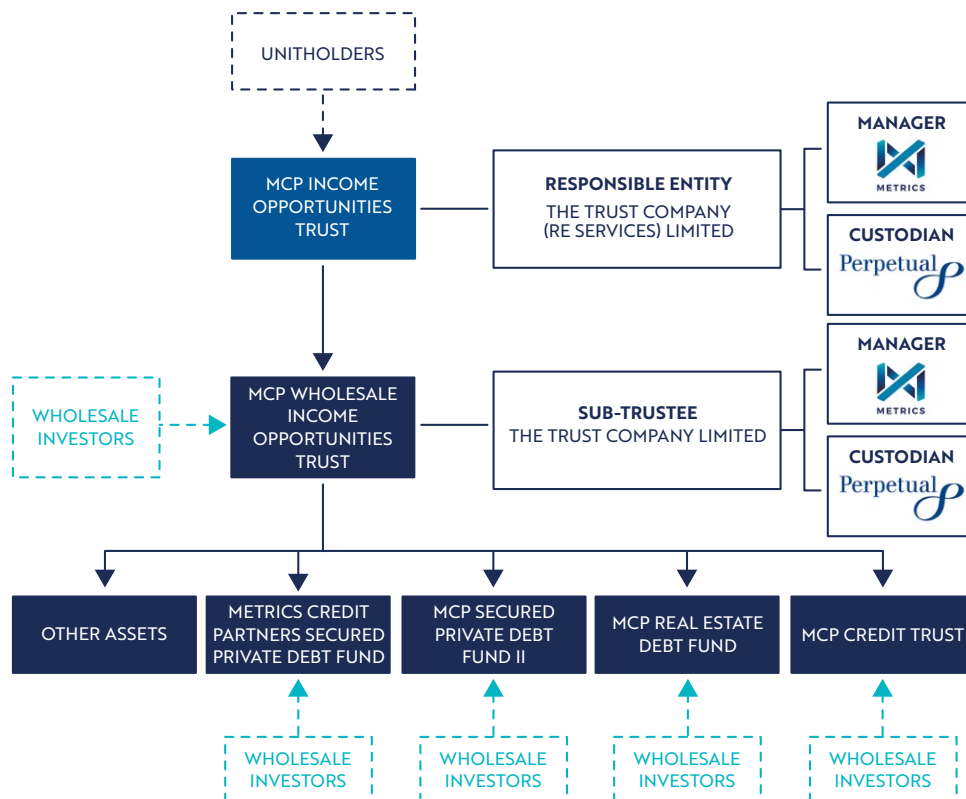 UNITHOLDERS
MCP INCOME
OPPORTUNITIES
TRUST
RESPONSIBLE ENTITY
THE TRUST COMPANY
(RE SERVICES) LIMITED
MANAGER
METRICS
CUSTODIAN
Perpetual
WHOLESALE
INVESTORS
MCP WHOLESALE
INCOME
OPPORTUNITIES
TRUST
SUB-TRUSTEE
THE TRUST COMPANY LIMITED
MANAGER
METRICS
CUSTODIAN
Perpetual
OTHER ASSETS
METRICS CREDIT
PARTNERS SECURED
PRIVATE DEBT FUND
MCP SECURED
PRIVATE DEBT
FUND II
MCP REAL ESTATE
DEBT FUND
MCP CREDIT TRUST
WHOLESALE
INVESTORS
WHOLESALE
INVESTORS
WHOLESALE
INVESTORS
WHOLESALE
INVESTORS